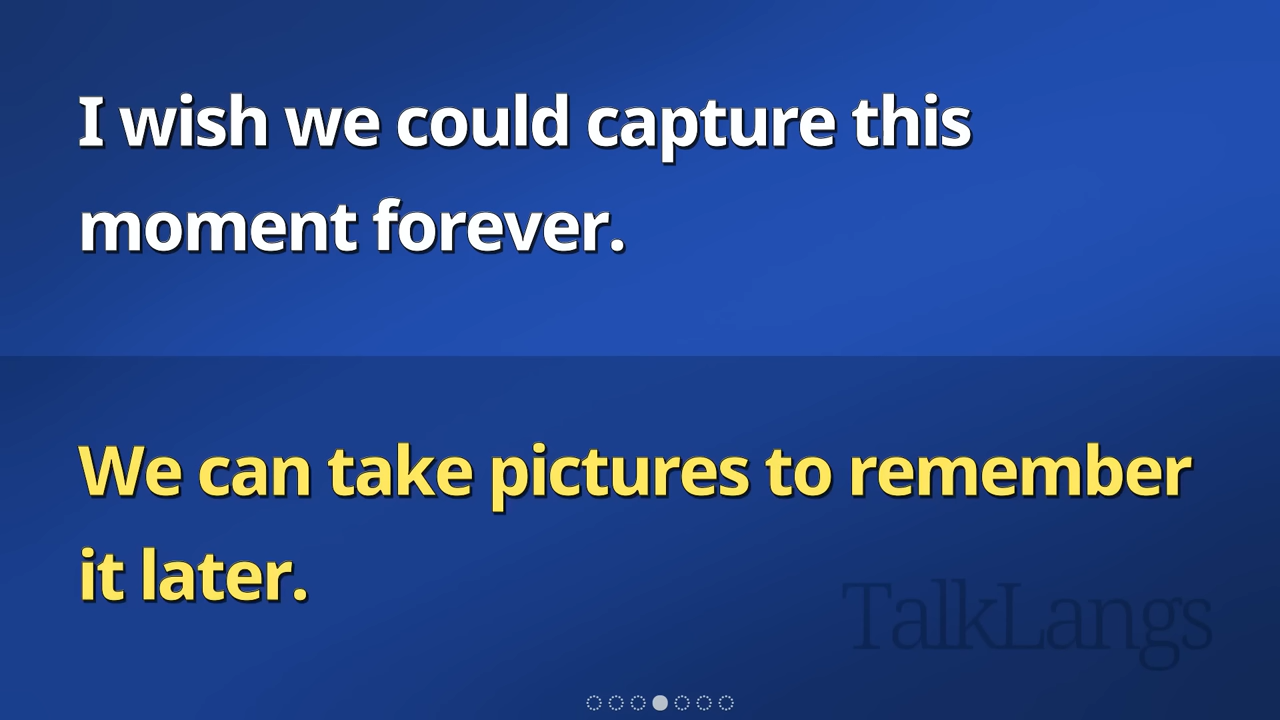 I wish we could capture this
moment forever.
We can take pictures to remember
it later.
TalkLangs